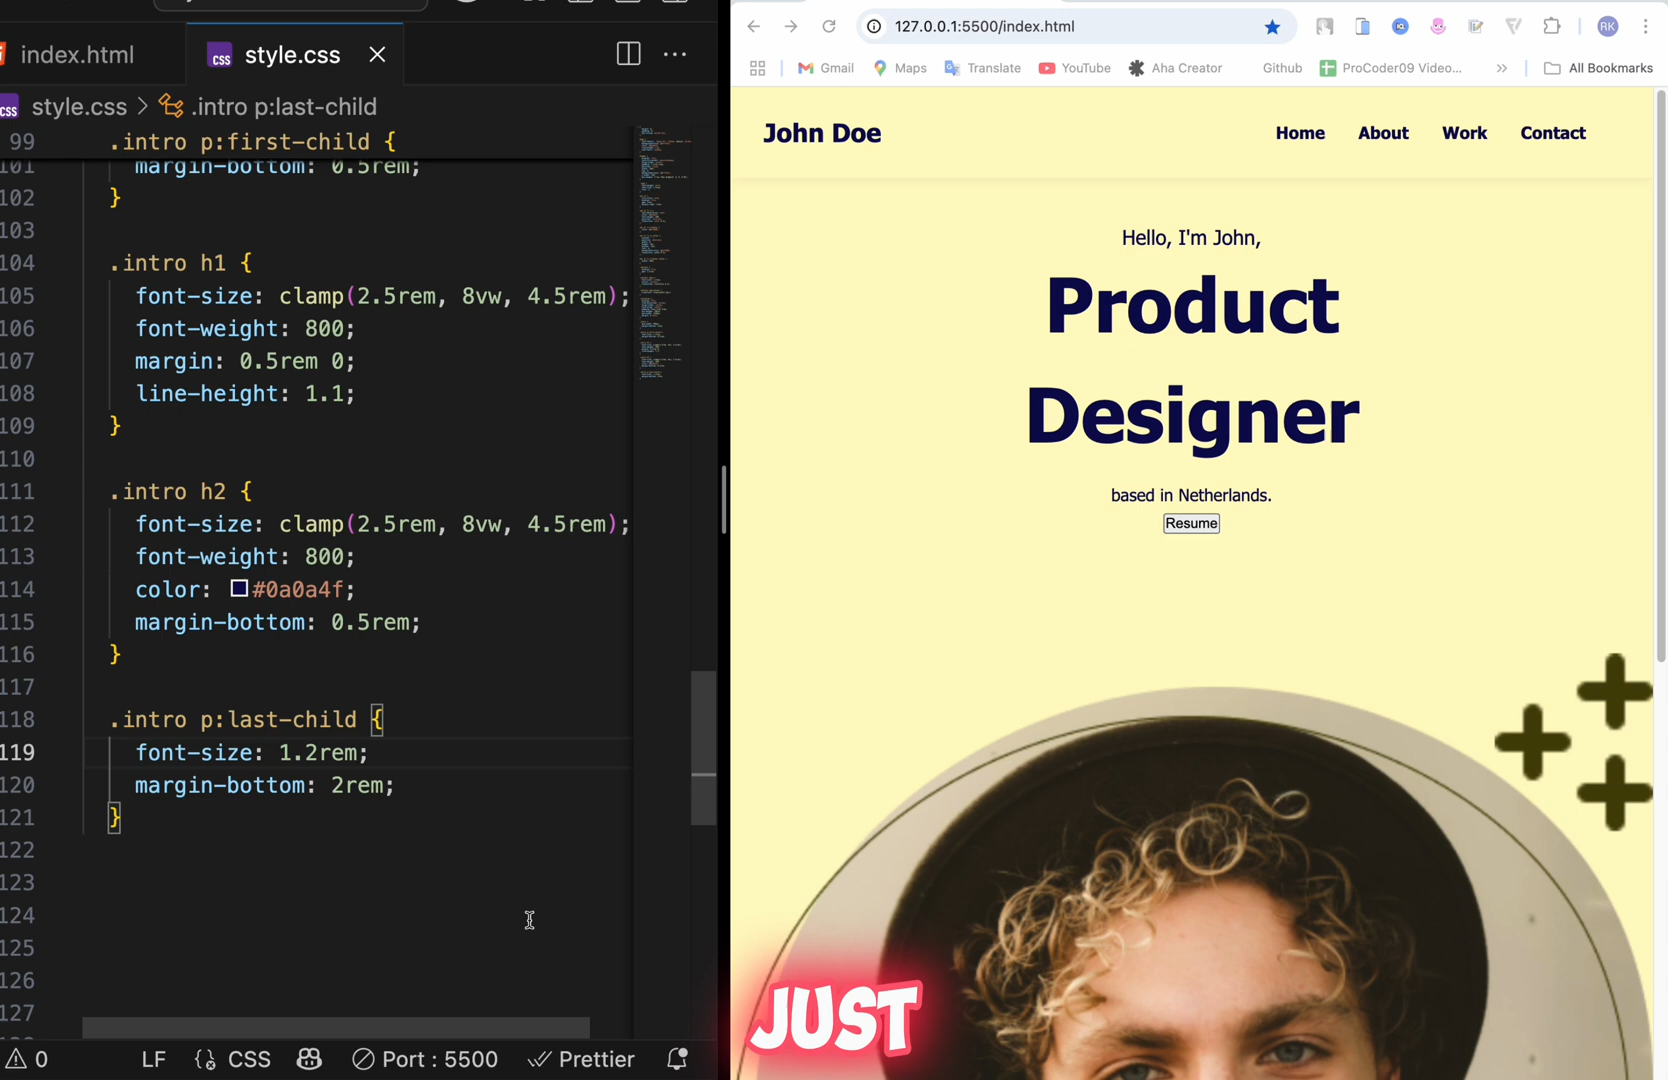 index.html
style.css
style.css > .intro p:last-child
99 .intro p:first-child {
101 margin-bottom: 0.5rem;
102 }
103
104 .intro h1 {
105 font-size: clamp(2.5rem, 8vw, 4.5rem);
106 font-weight: 800;
107 margin: 0.5rem 0;
108 line-height: 1.1;
109 }
110
111 .intro h2 {
112 font-size: clamp(2.5rem, 8vw, 4.5rem);
113 font-weight: 800;
114 color: #0a0a4f;
115 margin-bottom: 0.5rem;
116 }
117
118 .intro p:last-child {
119 font-size: 1.2rem;
120 margin-bottom: 2rem;
121 }
122
123
124
125
126
127
0 LF CSS Port : 5500 Prettier
127.0.0.1:5500/index.html RK
Gmail Maps Translate YouTube Aha Creator Github ProCoder09 Video... » All Bookmarks
John Doe Home About Work Contact
Hello, I'm John,
Product
Designer
based in Netherlands.
Resume
JUST